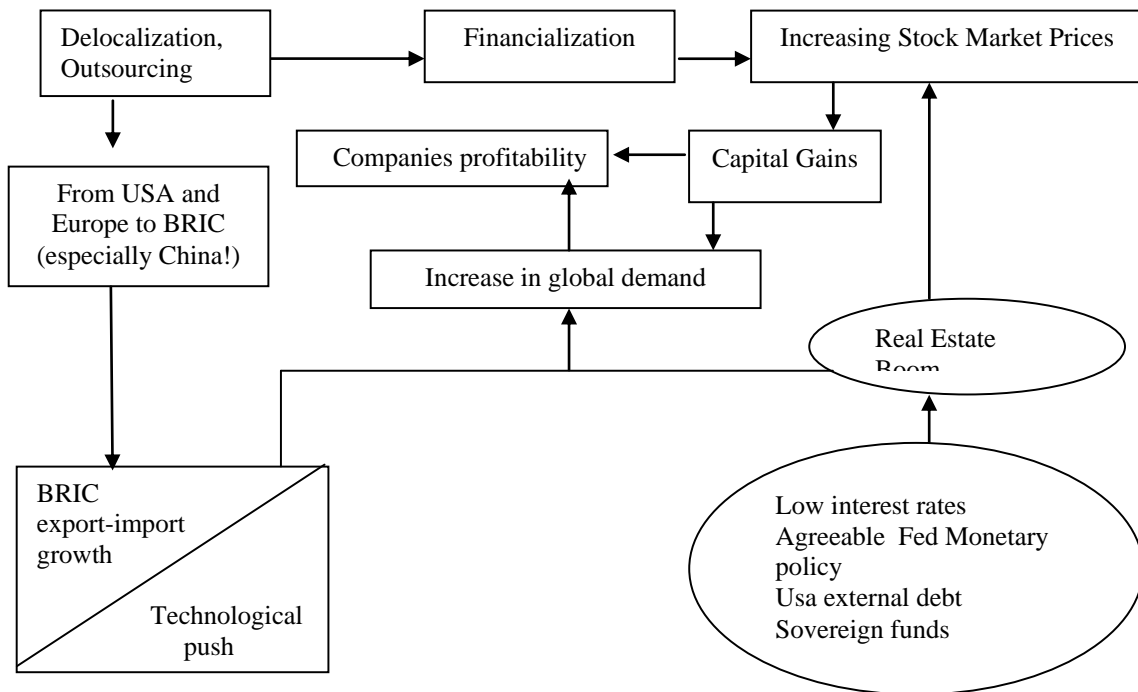 Delocalization,
Outsourcing
Financialization
Increasing Stock Market Prices
Companies profitability
Capital Gains
From USA and
Europe to BRIC
(especially China!)
Increase in global demand
Real Estate
Boom
BRIC
export-import
growth
Technological
push
Low interest rates
Agreeable  Fed Monetary
policy
Usa external debt
Sovereign funds